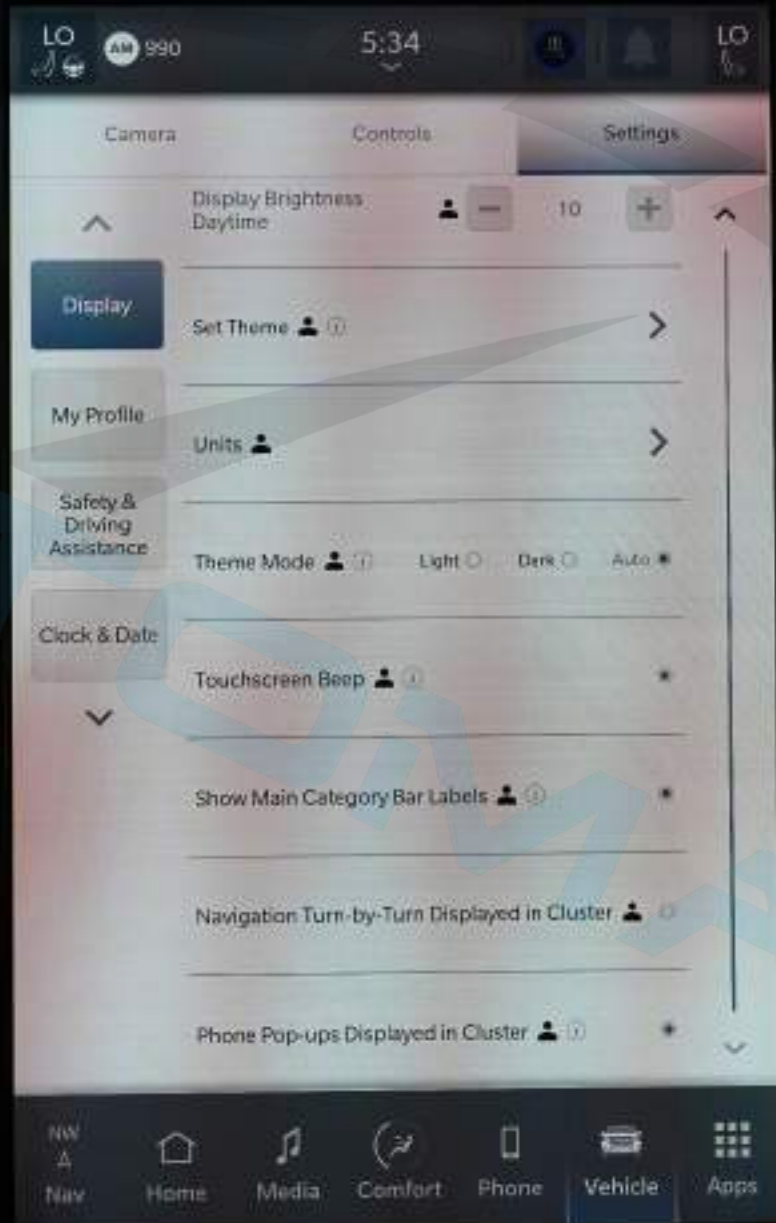 LO
AM 990
5:34
LO
Camera
Controls
Settings
Display Brightness
Daytime
10
Display
Set Theme
My Profile
Units
Safety &
Driving
Assistance
Theme Mode
Light
Dark
Auto
Clock & Date
Touchscreen Beep
Show Main Category Bar Labels
Navigation Turn-by-Turn Displayed in Cluster
Phone Pop-ups Displayed in Cluster
NW
Nav
Home
Media
Comfort
Phone
Vehicle
Apps